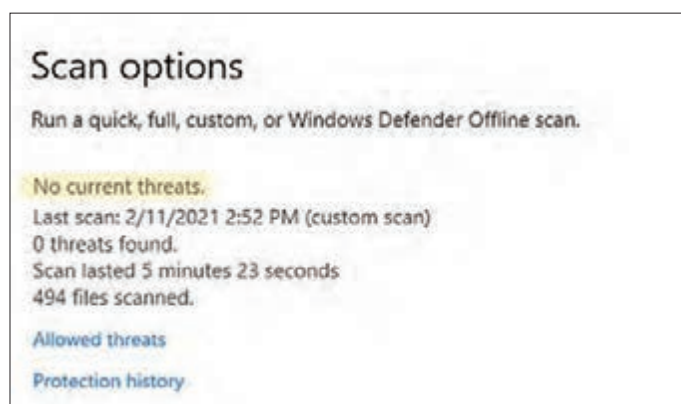 Scan options
Run a quick, full, custom, or Windows Defender Offline scan.
No current threats.
Last scan: 2/11/2021 2:52 PM (custom scan)
0 threats found.
Scan lasted 5 minutes 23 seconds
494 files scanned.
Allowed threats
Protection history